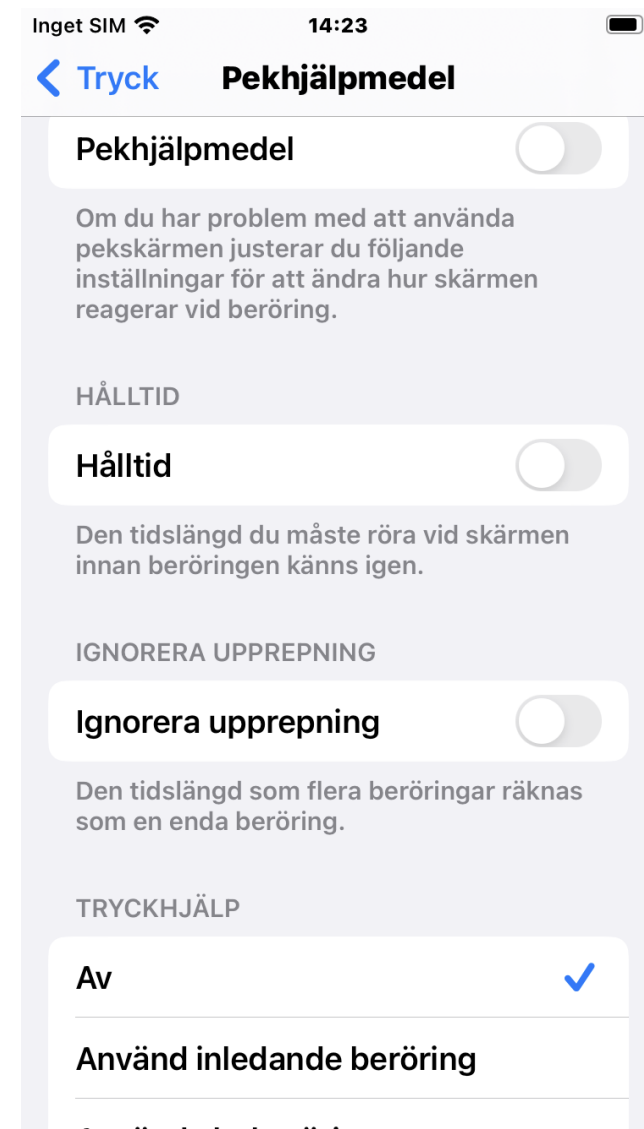 Inget SIM 14:23
Tryck Pekhjälpmedel
Pekhjälpmedel
Om du har problem med att använda
pekskärmen justerar du följande
inställningar för att ändra hur skärmen
reagerar vid beröring.
HÅLLTID
Hålltid
Den tidslängd du måste röra vid skärmen
innan beröringen känns igen.
IGNORERA UPPREPNING
Ignorera upprepning
Den tidslängd som flera beröringar räknas
som en enda beröring.
TRYCKHJÄLP
Av
Använd inledande beröring